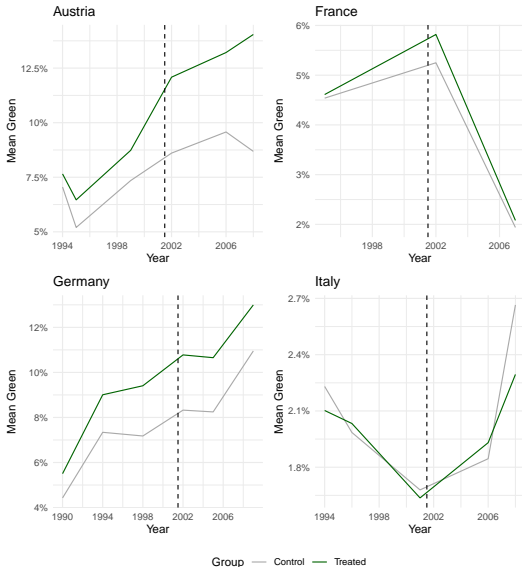 Austria
Mean Green
12.5%
10%
7.5%
5%
1994 1998 2002 2006
Year
France
Mean Green
6%
5%
4%
3%
2%
1998 2002 2006
Year
Germany
Mean Green
12%
10%
8%
6%
4%
1990 1994 1998 2002 2006
Year
Italy
Mean Green
2.7%
2.4%
2.1%
1.8%
1994 1998 2002 2006
Year
Group Control Treated